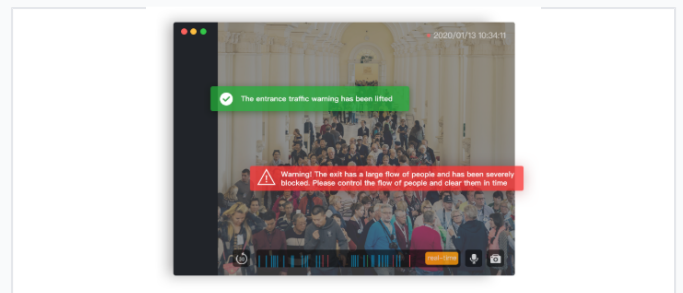 2020/01/13 10:34:11
The entrance traffic warning has been lifted
Warning! The exit has a large flow of people and has been severely
blocked. Please control the flow of people and clear them in time
real-time